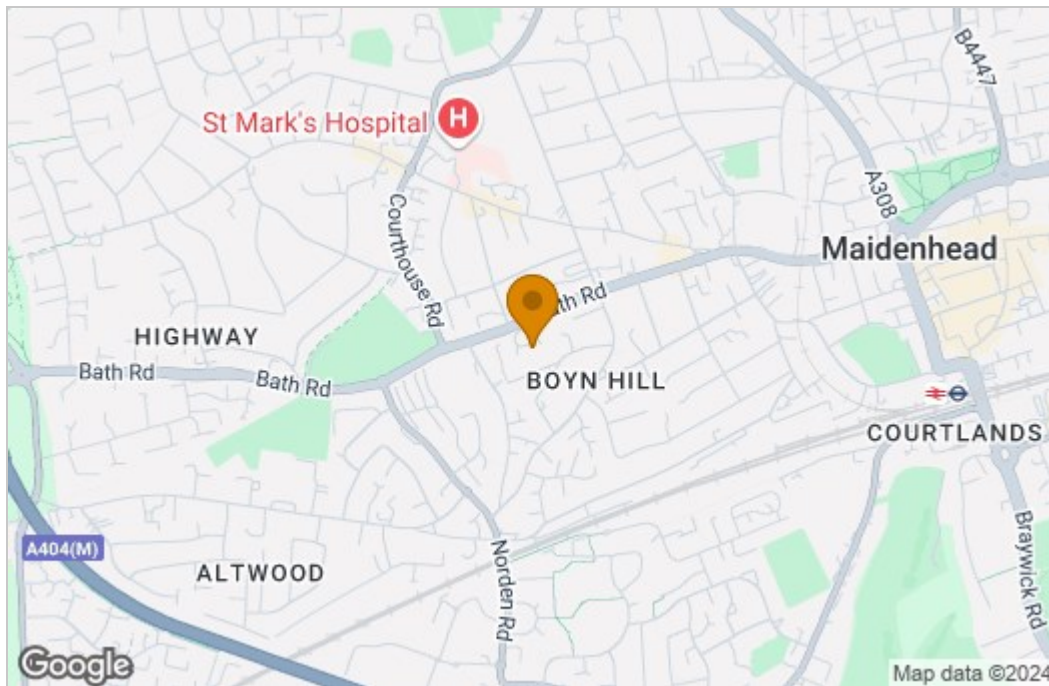 B4447
St Mark's Hospital
H
A308
Courthouse Rd
Maidenhead
Bath Rd
HIGHWAY
Bath Rd
Bath Rd
BOYN HILL
COURTLANDS
A404(M)
ALTWOOD
Norden Rd
Braywick Rd
Google
Map data ©2024